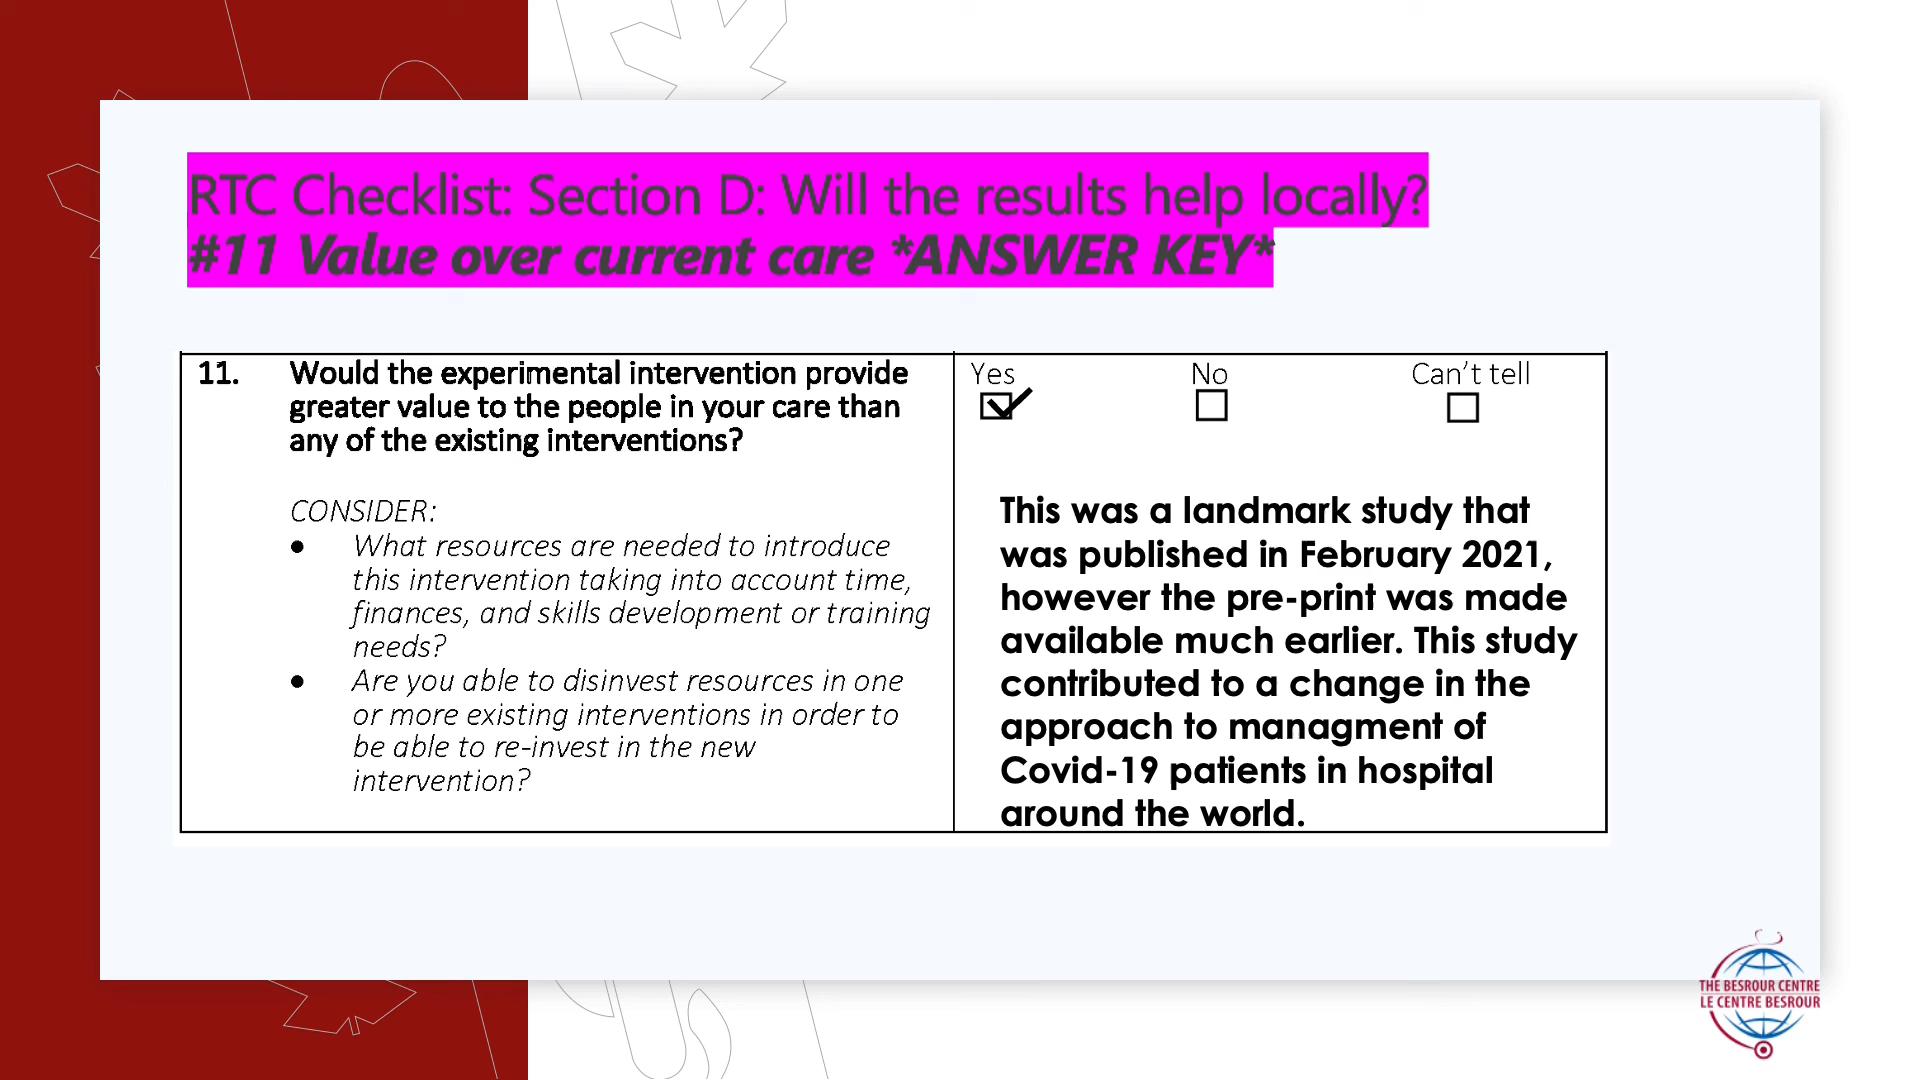 RTC Checklist: Section D: Will the results help locally?
#11 Value over current care *ANSWER KEY*
11. Would the experimental intervention provide
greater value to the people in your care than
any of the existing interventions?
CONSIDER:
● What resources are needed to introduce
this intervention taking into account time,
finances, and skills development or training
needs?
● Are you able to disinvest resources in one
or more existing interventions in order to
be able to re-invest in the new
intervention?
Yes No Can't tell
This was a landmark study that
was published in February 2021,
however the pre-print was made
available much earlier. This study
contributed to a change in the
approach to managment of
Covid-19 patients in hospital
around the world.
THE BESROUR CENTRE
LE CENTRE BESROUR